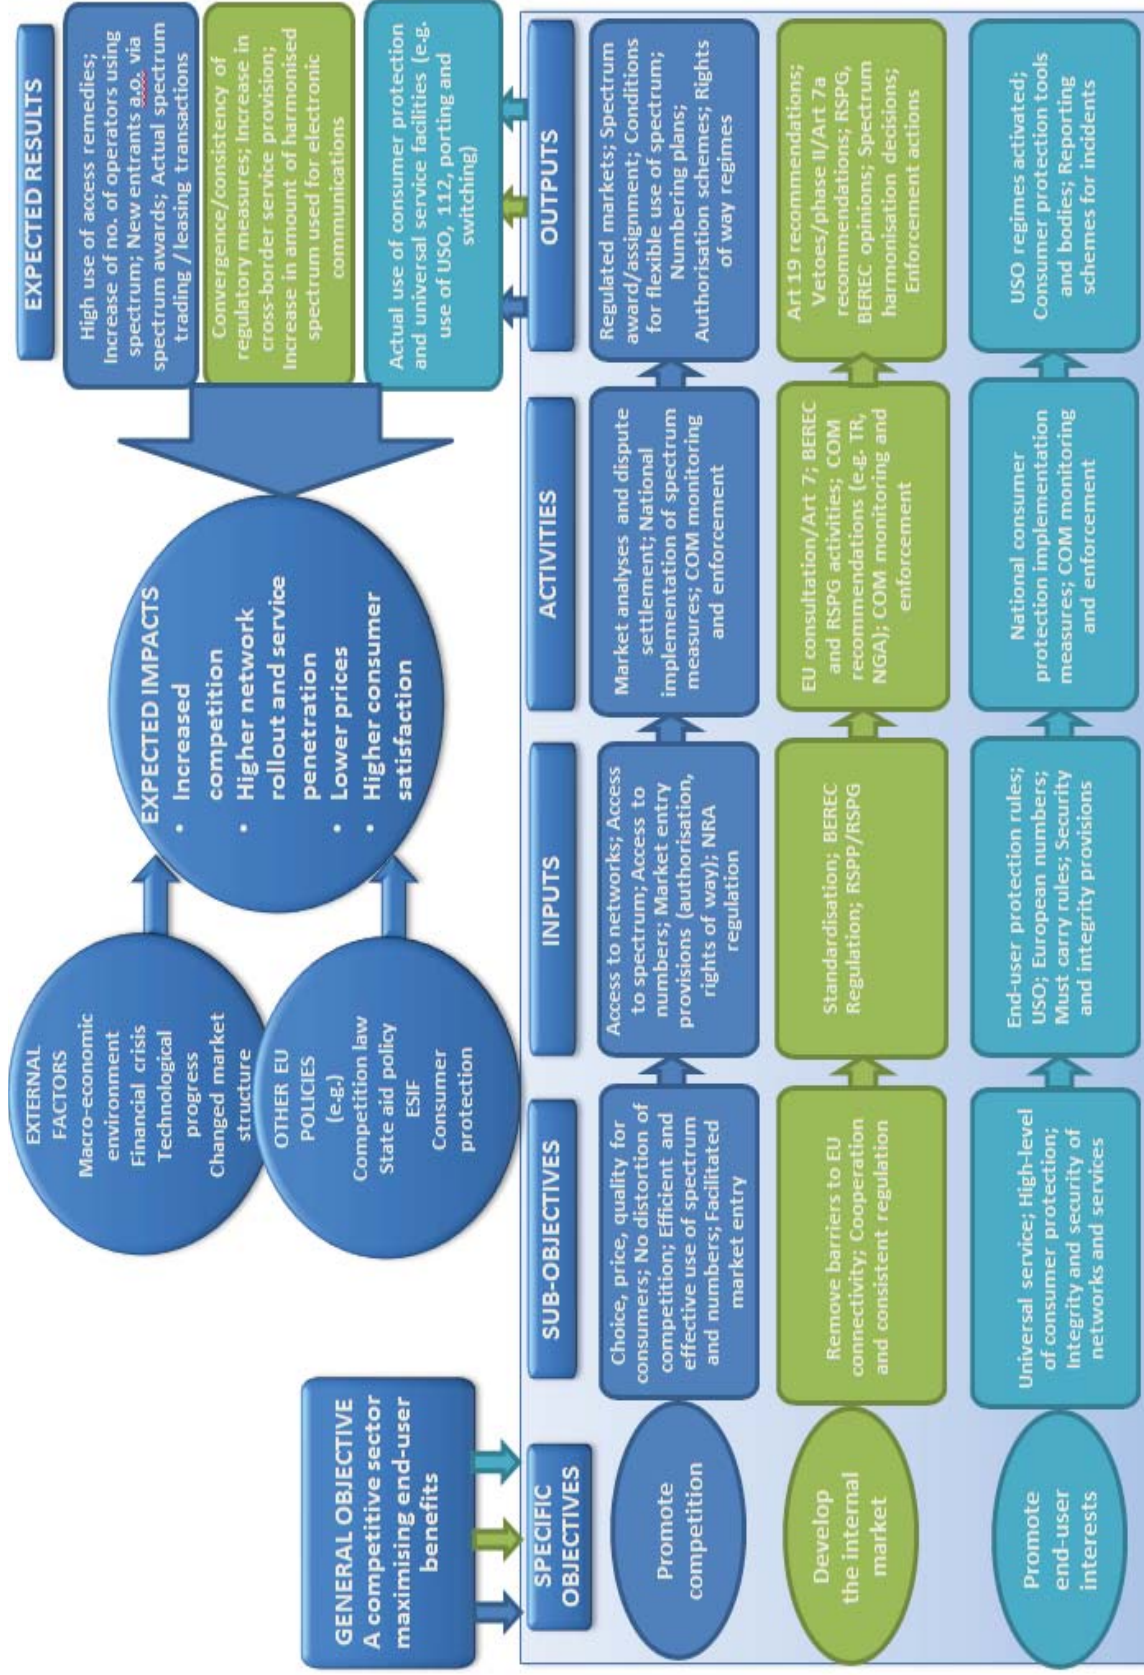 GENERAL OBJECTIVE
A competitive sector
maximising end-user
benefits
EXTERNAL
FACTORS
Macro-economic
environment
Financial crisis
Technological
progress
Changed market
structure
OTHER EU
POLICIES
(e.g.)
Competition law
State aid policy
ESIF
Consumer
protection
EXPECTED IMPACTS
• Increased
competition
• Higher network
rollout and service
penetration
• Lower prices
• Higher consumer
satisfaction
EXPECTED RESULTS
High use of access remedies;
Increase of no. of operators using
spectrum; New entrants a.o. via
spectrum awards; Actual spectrum
trading /leasing transactions
Convergence/consistency of
regulatory measures; Increase in
cross-border service provision;
Increase in amount of harmonised
spectrum used for electronic
communications
Actual use of consumer protection
and universal service facilities (e.g.
use of USO, 112, porting and
switching)
SPECIFIC
OBJECTIVES
SUB-OBJECTIVES
INPUTS
ACTIVITIES
OUTPUTS
Promote
competition
Choice, price, quality for
consumers; No distortion of
competition; Efficient and
effective use of spectrum
and numbers; Facilitated
market entry
Access to networks; Access
to spectrum; Access to
numbers; Market entry
provisions (authorisation,
rights of way); NRA
regulation
Market analyses and dispute
settlement; National
implementation of spectrum
measures; COM monitoring
and enforcement
Regulated markets; Spectrum
award/assignment; Conditions
for flexible use of spectrum;
Numbering plans;
Authorisation schemes; Rights
of way regimes
Develop
the internal
market
Remove barriers to EU
connectivity; Cooperation
and consistent regulation
Standardisation; BEREC
Regulation; RSPP/RSPG
EU consultation/Art 7; BEREC
and RSPG activities; COM
recommendations (e.g. TR,
NGA); COM monitoring and
enforcement
Art 19 recommendations;
Vetoes/phase II/Art 7a
recommendations; RSPG,
BEREC opinions; Spectrum
harmonisation decisions;
Enforcement actions
Promote
end-user
interests
Universal service; High-level
of consumer protection;
Integrity and security of
networks and services
End-user protection rules;
USO; European numbers;
Must carry rules; Security
and integrity provisions
National consumer
protection implementation
measures; COM monitoring
and enforcement
USO regimes activated;
Consumer protection tools
and bodies; Reporting
schemes for incidents